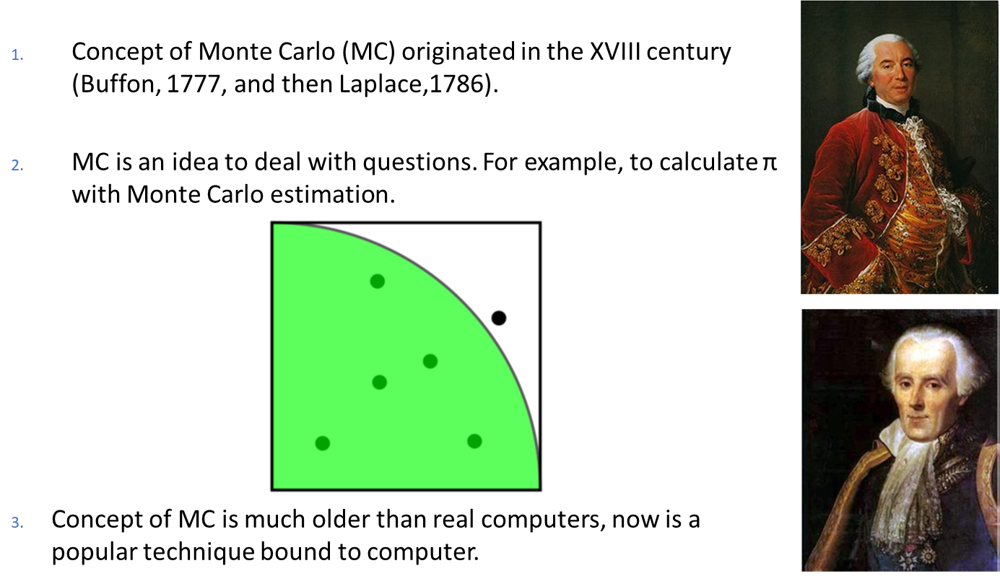 1. Concept of Monte Carlo (MC) originated in the XVIII century
(Buffon, 1777, and then Laplace,1786).
2. MC is an idea to deal with questions. For example, to calculate π
with Monte Carlo estimation.
3. Concept of MC is much older than real computers, now is a
popular technique bound to computer.